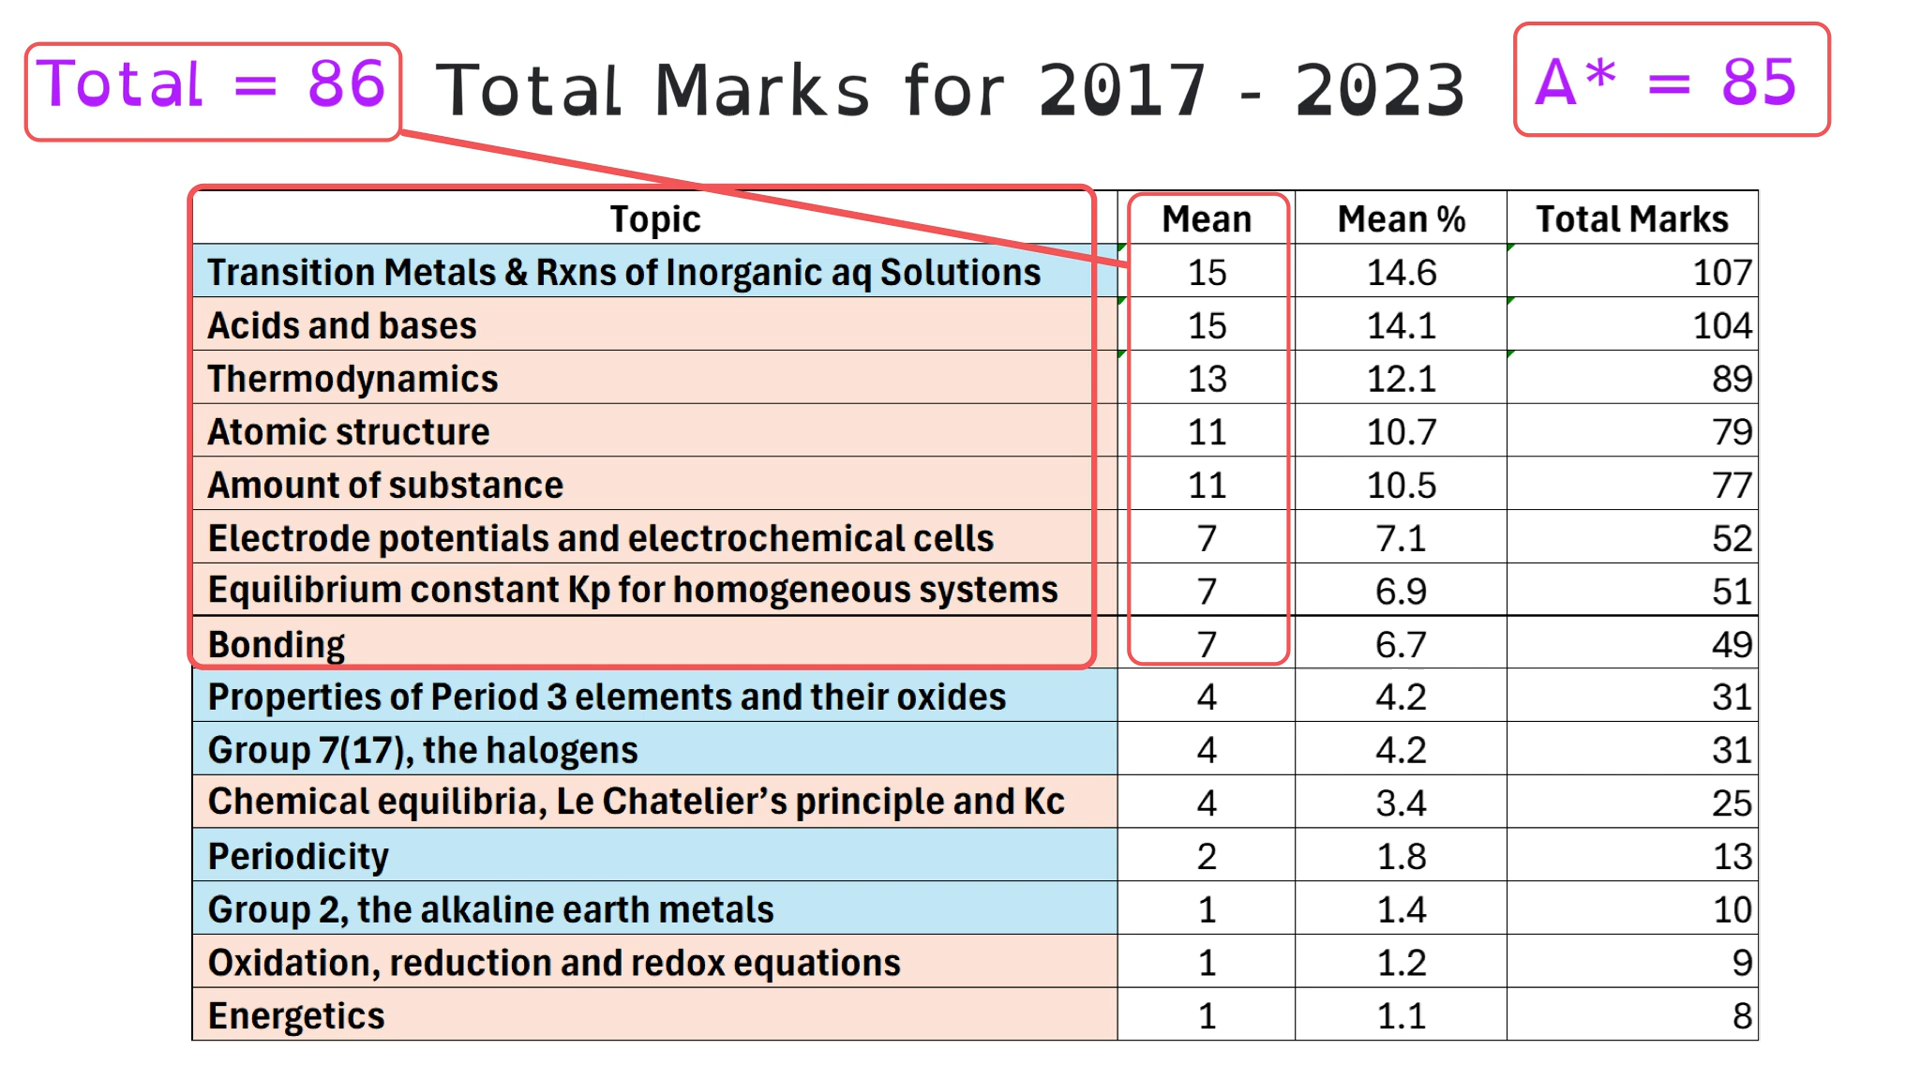 Total = 86 Total Marks for 2017 - 2023 A* = 85
Topic Mean Mean % Total Marks
Transition Metals & Rxns of Inorganic aq Solutions 15 14.6 107
Acids and bases 15 14.1 104
Thermodynamics 13 12.1 89
Atomic structure 11 10.7 79
Amount of substance 11 10.5 77
Electrode potentials and electrochemical cells 7 7.1 52
Equilibrium constant Kp for homogeneous systems 7 6.9 51
Bonding 7 6.7 49
Properties of Period 3 elements and their oxides 4 4.2 31
Group 7(17), the halogens 4 4.2 31
Chemical equilibria, Le Chatelier’s principle and Kc 4 3.4 25
Periodicity 2 1.8 13
Group 2, the alkaline earth metals 1 1.4 10
Oxidation, reduction and redox equations 1 1.2 9
Energetics 1 1.1 8